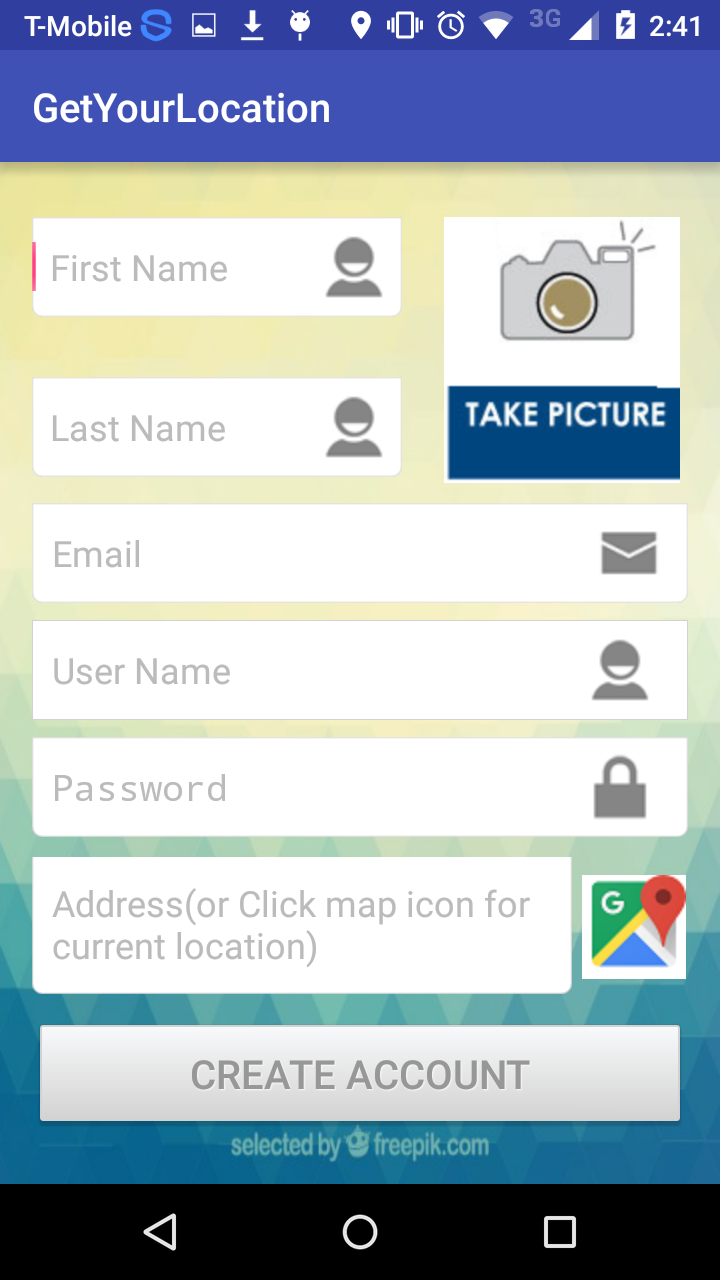 T-Mobile 3G 2:41
GetYourLocation
First Name
TAKE PICTURE
Last Name
Email
User Name
Password
Address(or Click map icon for
current location)
G
CREATE ACCOUNT
selected by freepik.com